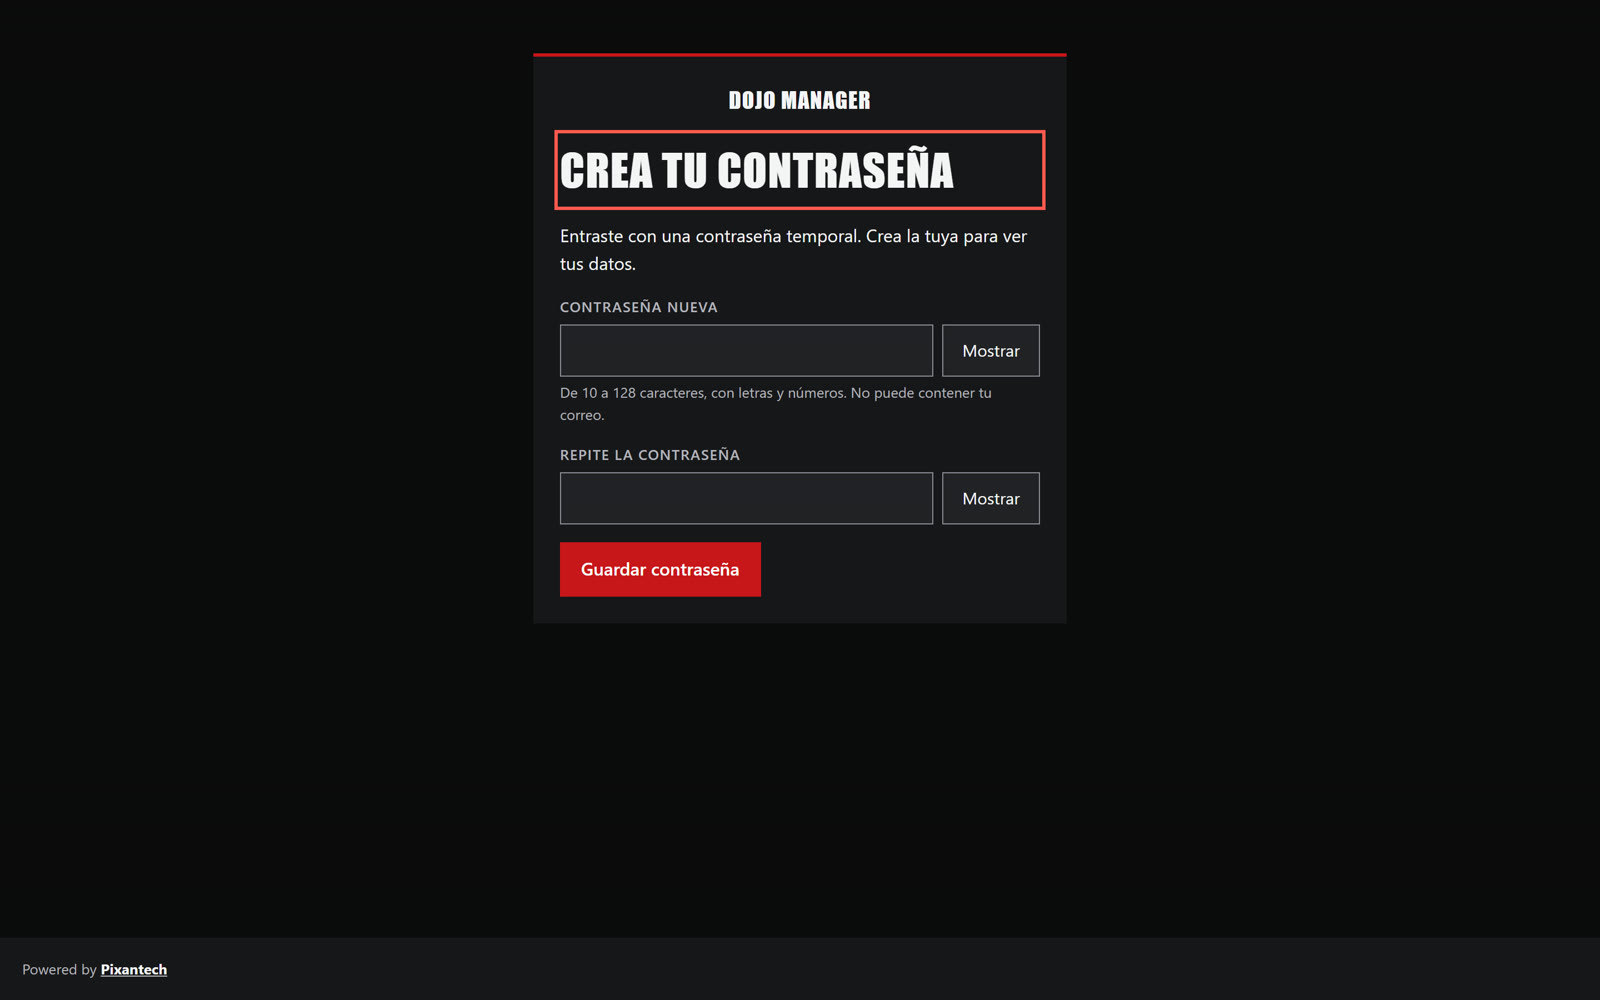 DOJO MANAGER
CREA TU CONTRASEÑA
Entraste con una contraseña temporal. Crea la tuya para ver
tus datos.
CONTRASEÑA NUEVA
Mostrar
De 10 a 128 caracteres, con letras y números. No puede contener tu
correo.
REPITE LA CONTRASEÑA
Mostrar
Guardar contraseña
Powered by Pixantech